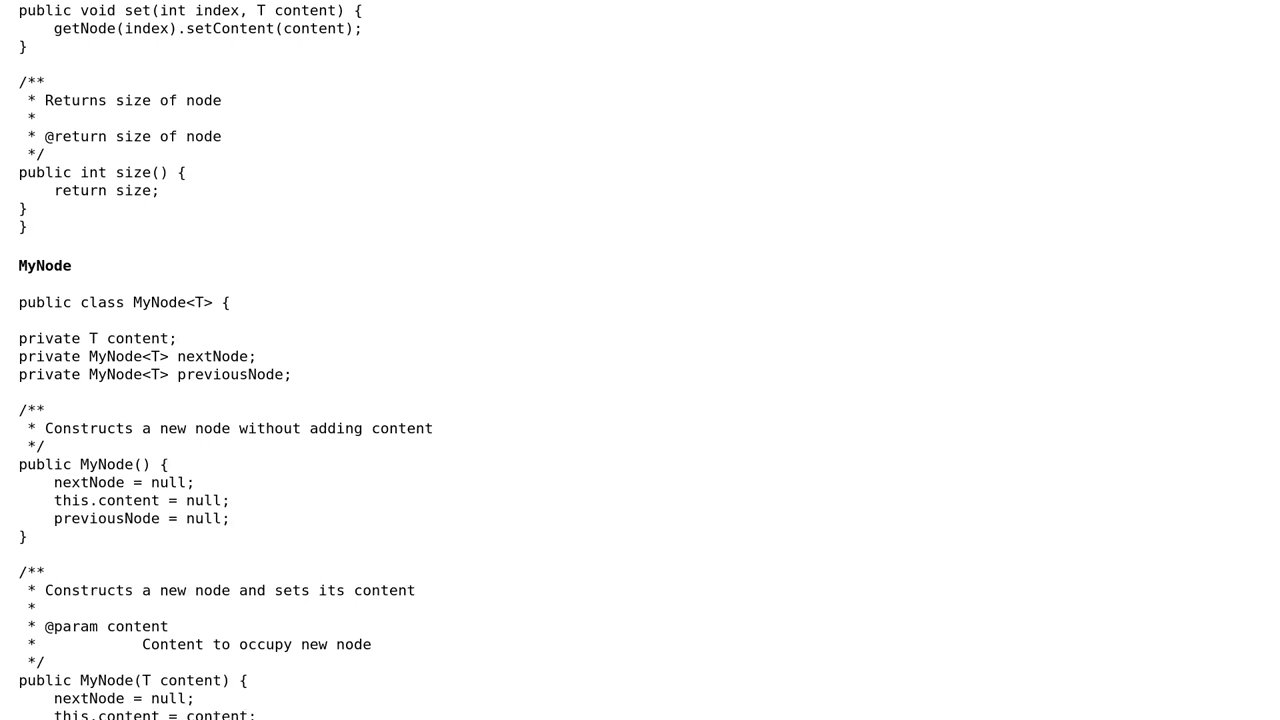 public void set(int index, T content) {
    getNode(index).setContent(content);
}

/**
 * Returns size of node
 *
 * @return size of node
 */
public int size() {
    return size;
}
}

MyNode

public class MyNode<T> {

private T content;
private MyNode<T> nextNode;
private MyNode<T> previousNode;

/**
 * Constructs a new node without adding content
 */
public MyNode() {
    nextNode = null;
    this.content = null;
    previousNode = null;
}

/**
 * Constructs a new node and sets its content
 *
 * @param content
 *            Content to occupy new node
 */
public MyNode(T content) {
    nextNode = null;
    this.content = content;